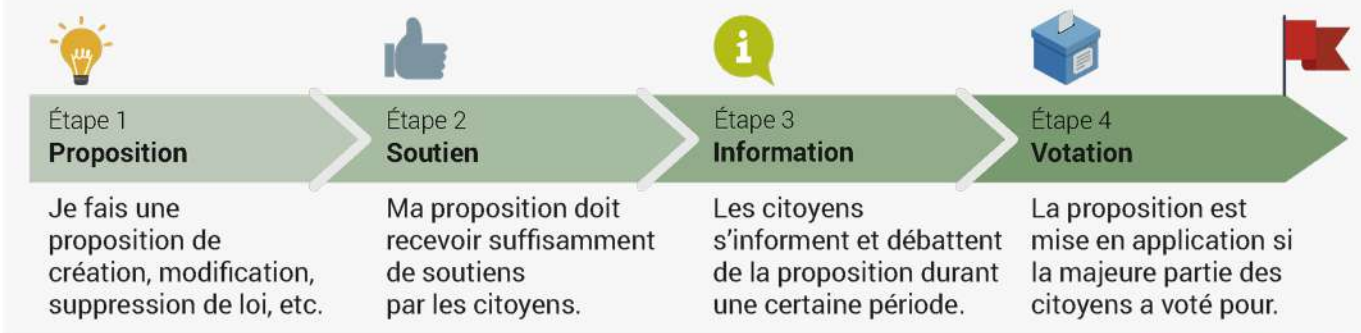 Étape 1
Proposition
Je fais une
proposition de
création, modification,
suppression de loi, etc.
Étape 2
Soutien
Ma proposition doit
recevoir suffisamment
de soutiens
par les citoyens.
Étape 3
Information
Les citoyens
s’informent et débattent
de la proposition durant
une certaine période.
Étape 4
Votation
La proposition est
mise en application si
la majeure partie des
citoyens a voté pour.